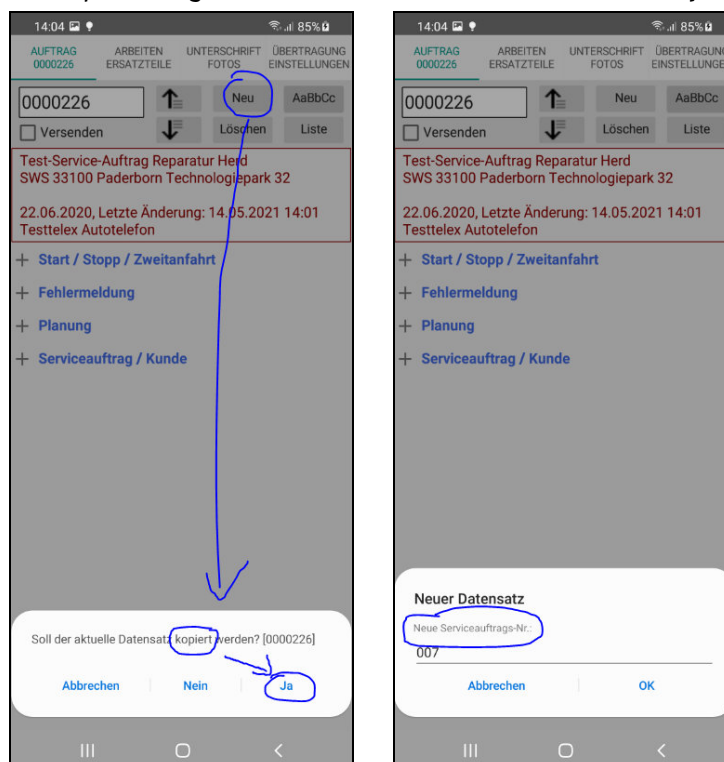 14:04 85%
AUFTRAG 0000226 ARBEITEN ERSATZTEILE UNTERSCHRIFT FOTOS ÜBERTRAGUNG EINSTELLUNGEN
0000226 Neu AaBbCc
Versenden Löschen Liste
Test-Service-Auftrag Reparatur Herd
SWS 33100 Paderborn Technologiepark 32
22.06.2020, Letzte Änderung: 14.05.2021 14:01
Testtelex Autotelefon
+ Start / Stopp / Zweitanfahrt
+ Fehlermeldung
+ Planung
+ Serviceauftrag / Kunde
Soll der aktuelle Datensatz kopiert werden? [0000226]
Abbrechen Nein Ja
14:04 85%
AUFTRAG 0000226 ARBEITEN ERSATZTEILE UNTERSCHRIFT FOTOS ÜBERTRAGUNG EINSTELLUNGE
0000226 Neu AaBbCc
Versenden Löschen Liste
Test-Service-Auftrag Reparatur Herd
SWS 33100 Paderborn Technologiepark 32
22.06.2020, Letzte Änderung: 14.05.2021 14:01
Testtelex Autotelefon
+ Start / Stopp / Zweitanfahrt
+ Fehlermeldung
+ Planung
+ Serviceauftrag / Kunde
Neuer Datensatz
Neue Serviceauftrags-Nr.:
007
Abbrechen OK